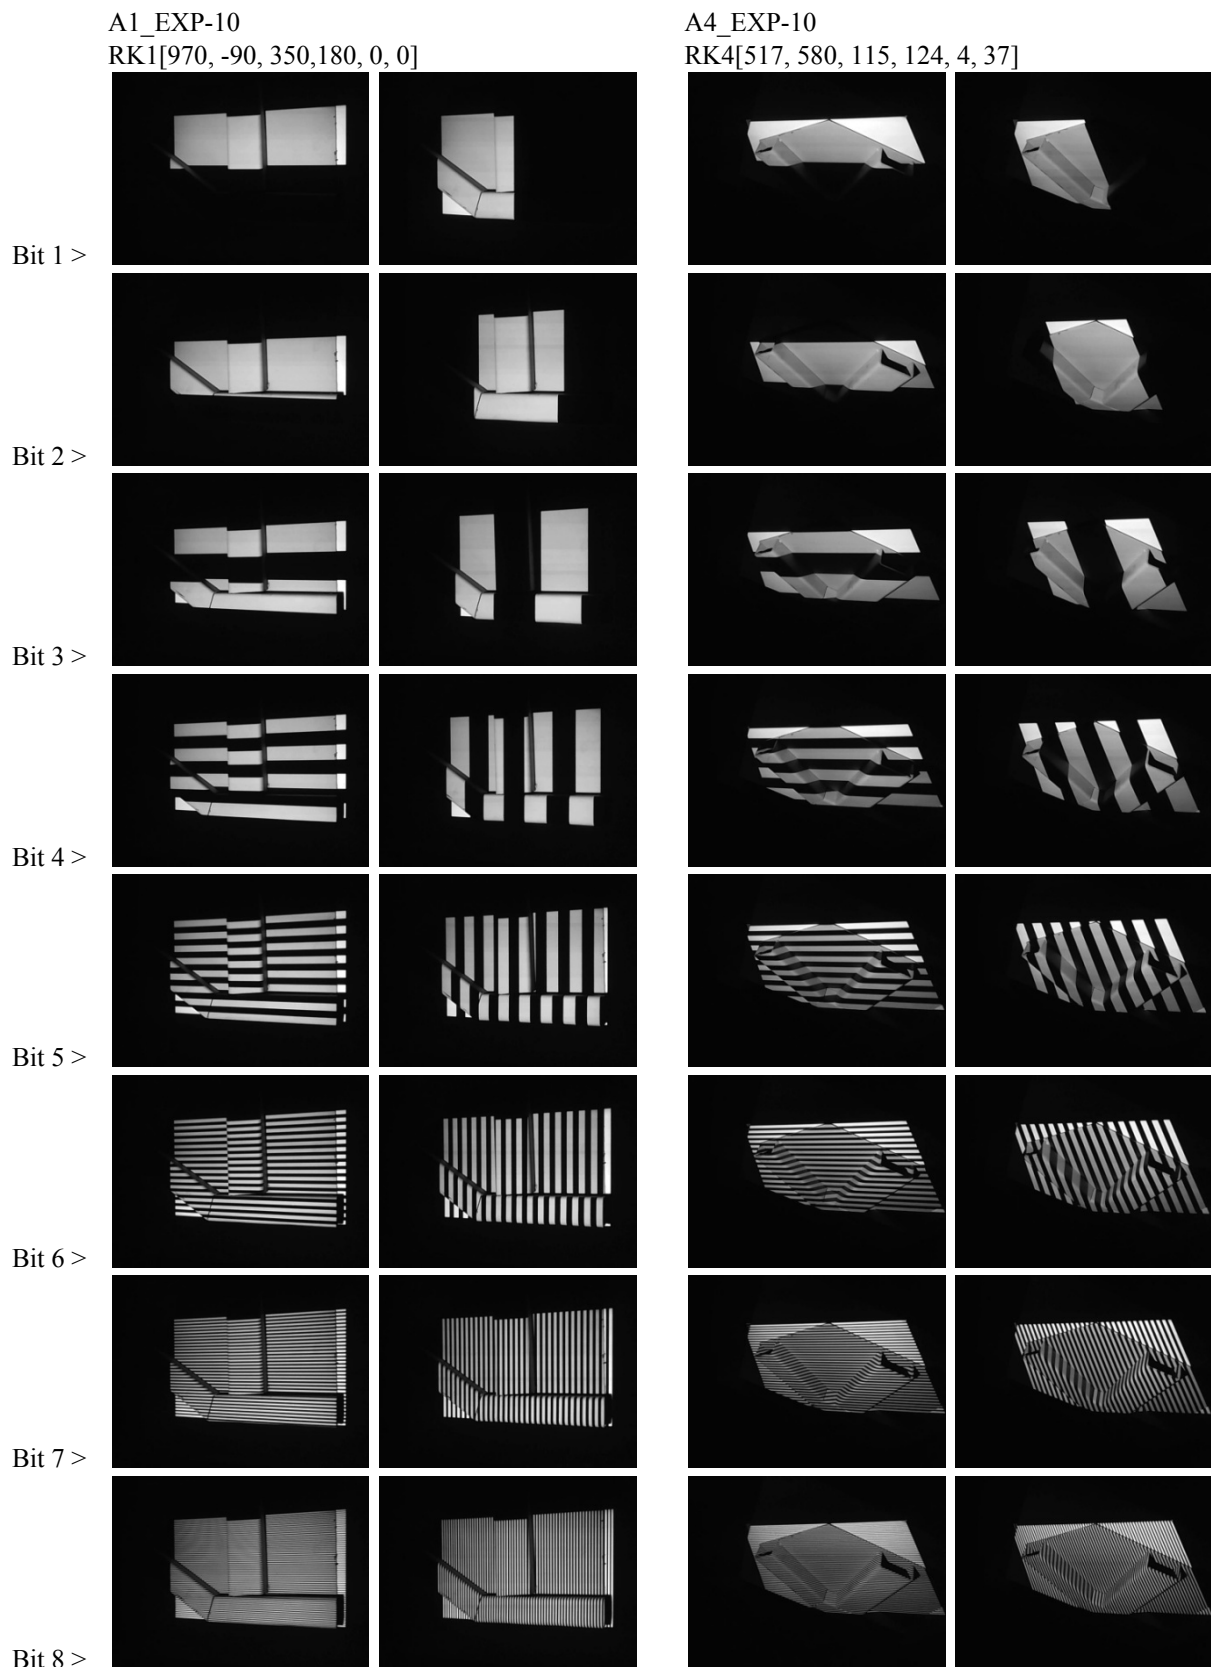 A1_EXP-10
RK1[970, -90, 350,180, 0, 0]
A4_EXP-10
RK4[517, 580, 115, 124, 4, 37]
Bit 1 >
Bit 2 >
Bit 3 >
Bit 4 >
Bit 5 >
Bit 6 >
Bit 7 >
Bit 8 >